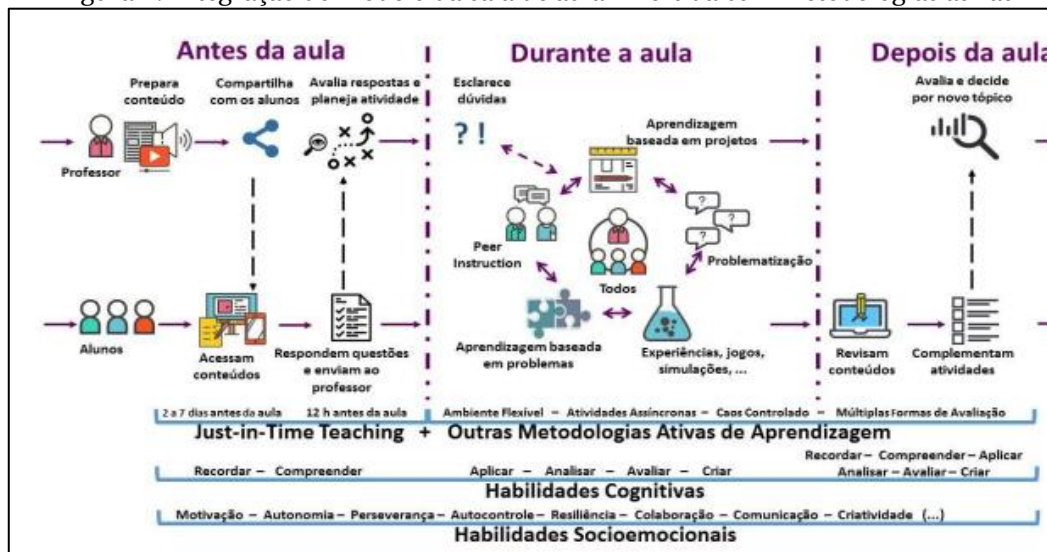 Antes da aula
Durante a aula
Depois da aula
Prepara
conteúdo
Compartilha
com os alunos
Avalia respostas e
planeja atividade
Professor
Alunos
Acessam
conteúdos
Respondem questões
e enviam ao
professor
Esclarece
dúvidas
? !
Aprendizagem
baseada em projetos
Peer
Instruction
Todos
? ? ?
Problematização
Aprendizagem baseada
em problemas
Experiências, jogos,
simulações, ...
Avalia e decide
por novo tópico
Revisam
conteúdos
Complementam
atividades
2 a 7 dias antes da aula 12 h antes da aula
Ambiente Flexível – Atividades Assíncronas – Caos Controlado – Múltiplas Formas de Avaliação
Just-in-Time Teaching + Outras Metodologias Ativas de Aprendizagem
Recordar – Compreender
Aplicar – Analisar – Avaliar – Criar
Recordar – Compreender – Aplicar
Analisar – Avaliar – Criar
Habilidades Cognitivas
Motivação – Autonomia – Perseverança – Autocontrole – Resiliência – Colaboração – Comunicação – Criatividade (...)
Habilidades Socioemocionais